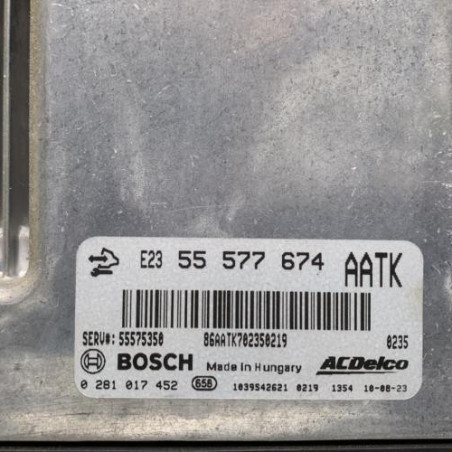 E23 55 577 674 AATK
SERV#: 55575350 86AATK702350219 0235
BOSCH Made in Hungary ACDelco
0 281 017 452 656 1039S42621 0219 1354 10-08-23